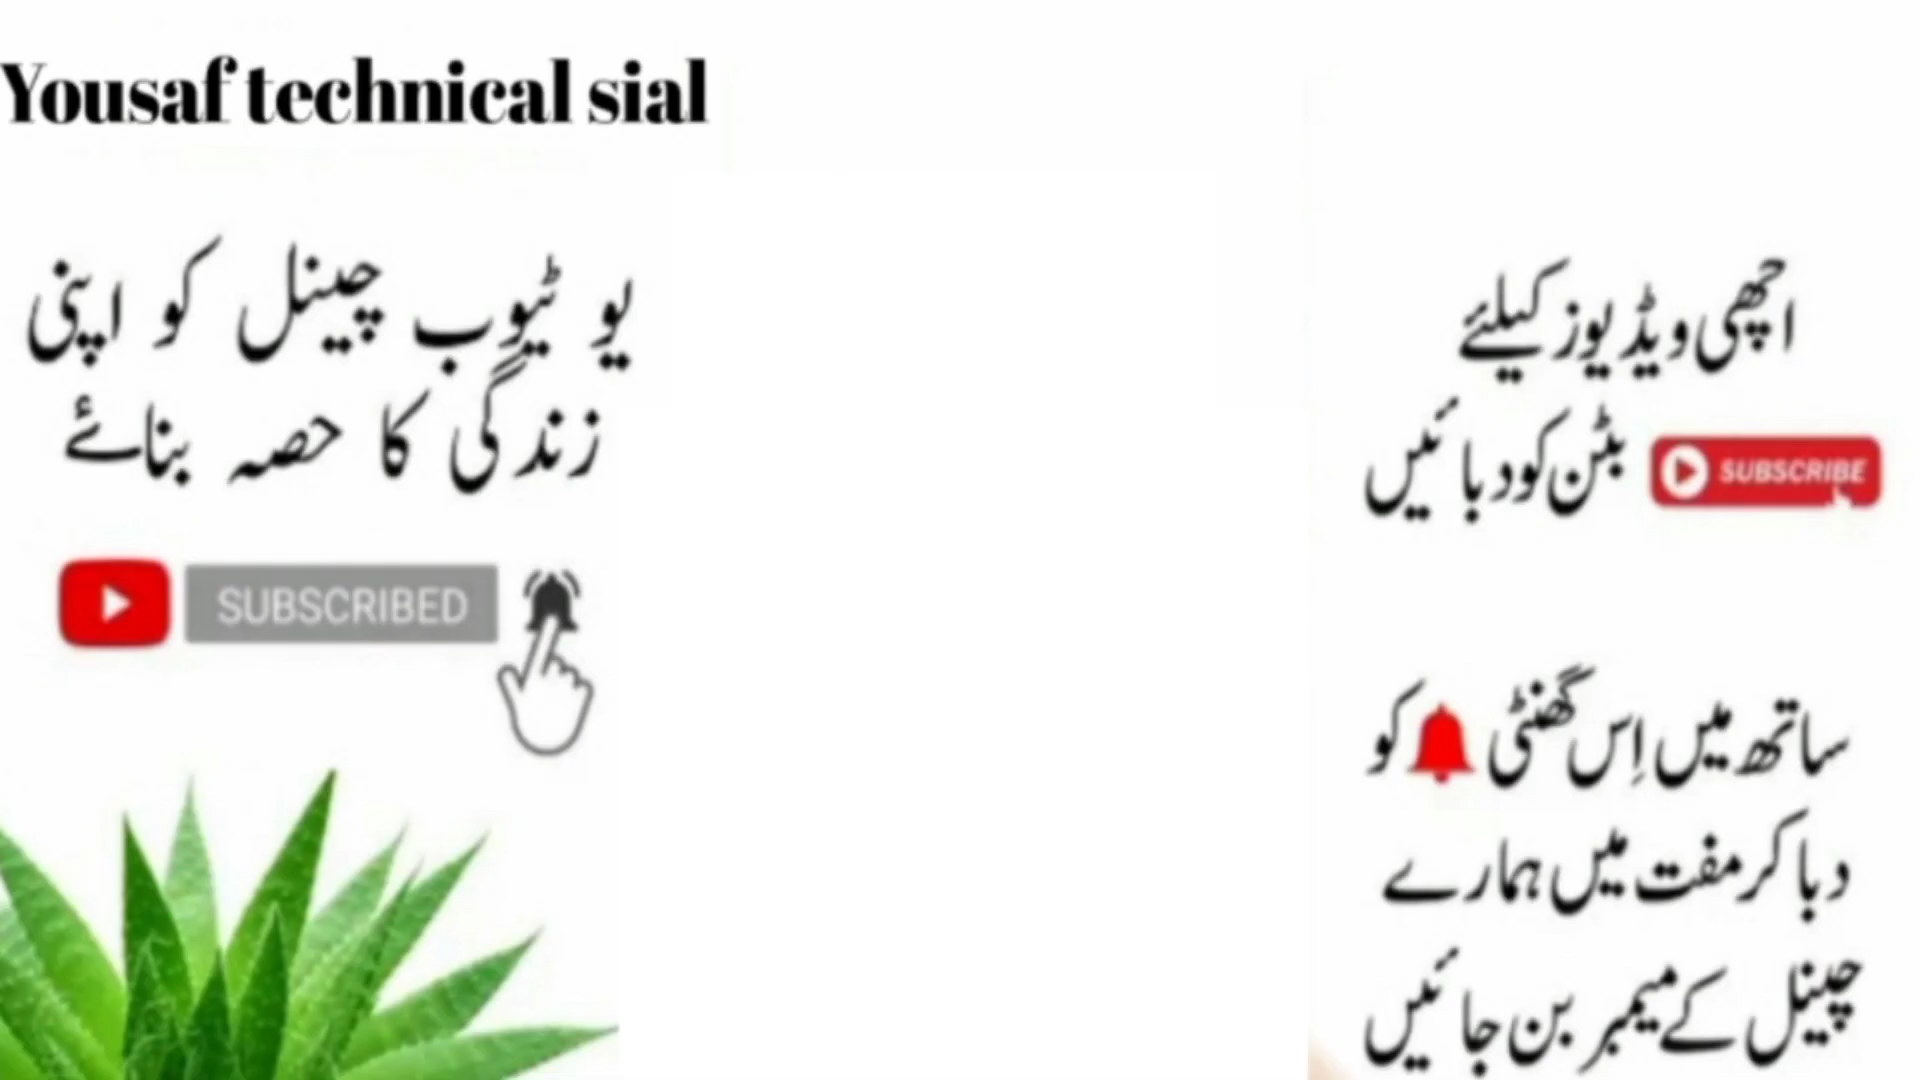 Yousaf technical sial
یو ٹیوب چینل کو اپنی
زندگی کا حصہ بنائے
SUBSCRIBED
اچھی ویڈیوز کیلئے
SUBSCRIBE بٹن کو دبائیں
ساتھ میں اِس گھنٹی کو
دبا کر مفت میں ہمارے
چینل کے میمبر بن جائیں